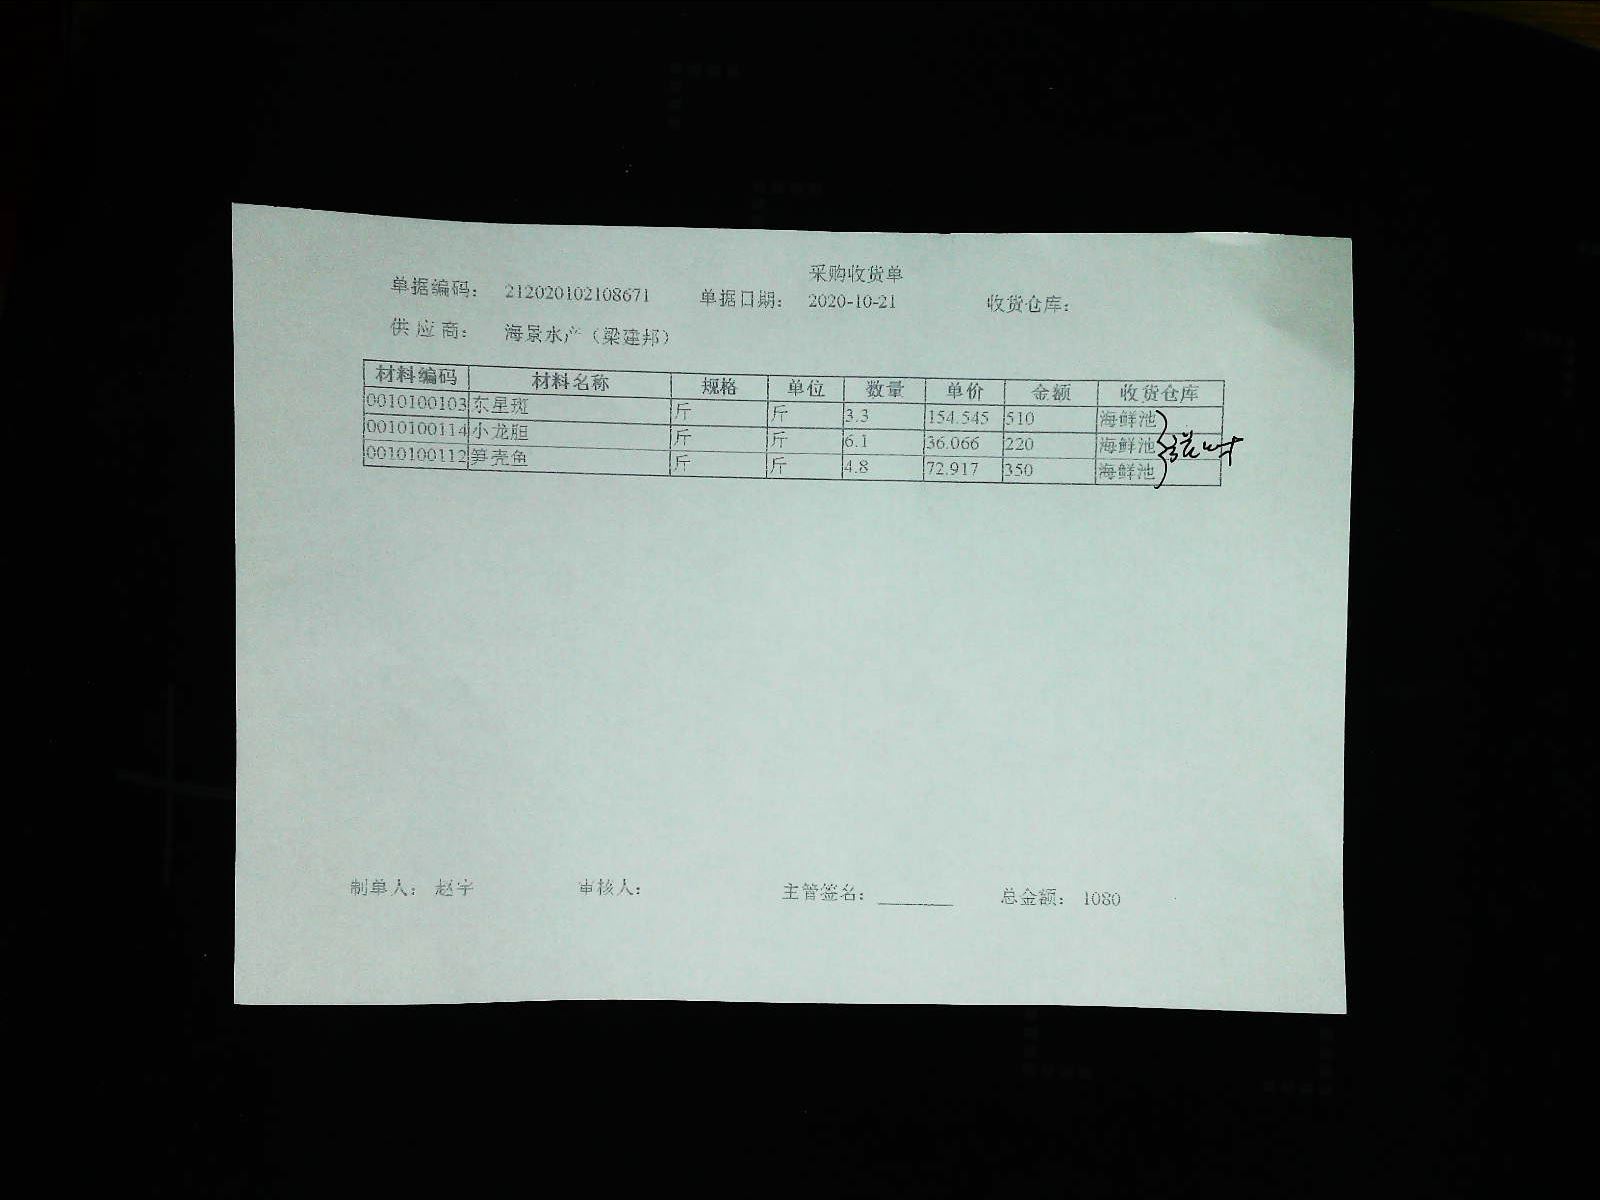 采购收货单
单据编码： 212020102108671 单据日期： 2020-10-21 收货仓库：
供 应 商： 海景水产（梁建邦）
材料编码 材料名称 规格 单位 数量 单价 金额 收货仓库
0010100103 东星斑 斤 斤 3.3 154.545 510 海鲜池
0010100114 小龙胆 斤 斤 6.1 36.066 220 海鲜池
0010100112 笋壳鱼 斤 斤 4.8 72.917 350 海鲜池
制单人： 赵宇 审核人： 主管签名： ________ 总金额： 1080